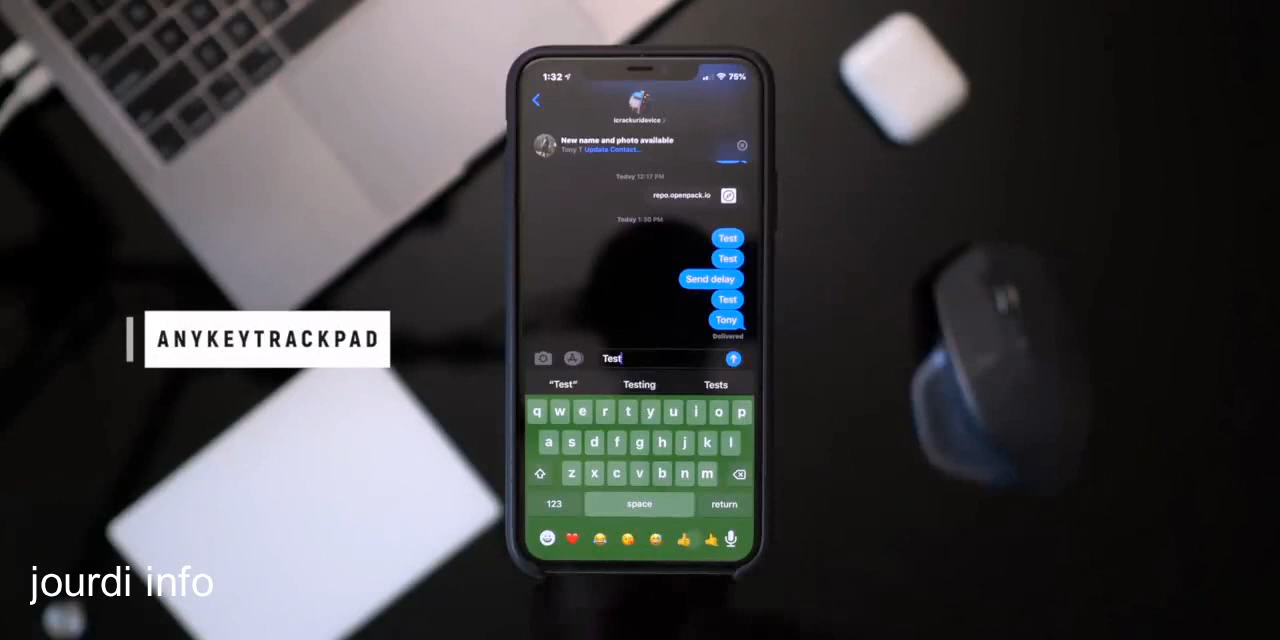 1:32
75%
icrackuridevice
New name and photo available
Tony T Update Contact...
Today 12:17 PM
repo.openpack.io
Today 1:30 PM
Test
Test
Send delay
Test
Tony
Delivered
Test
"Test" Testing Tests
q w e r t y u i o p
a s d f g h j k l
z x c v b n m
123 space return
ANYKEYTRACKPAD
jourdi info